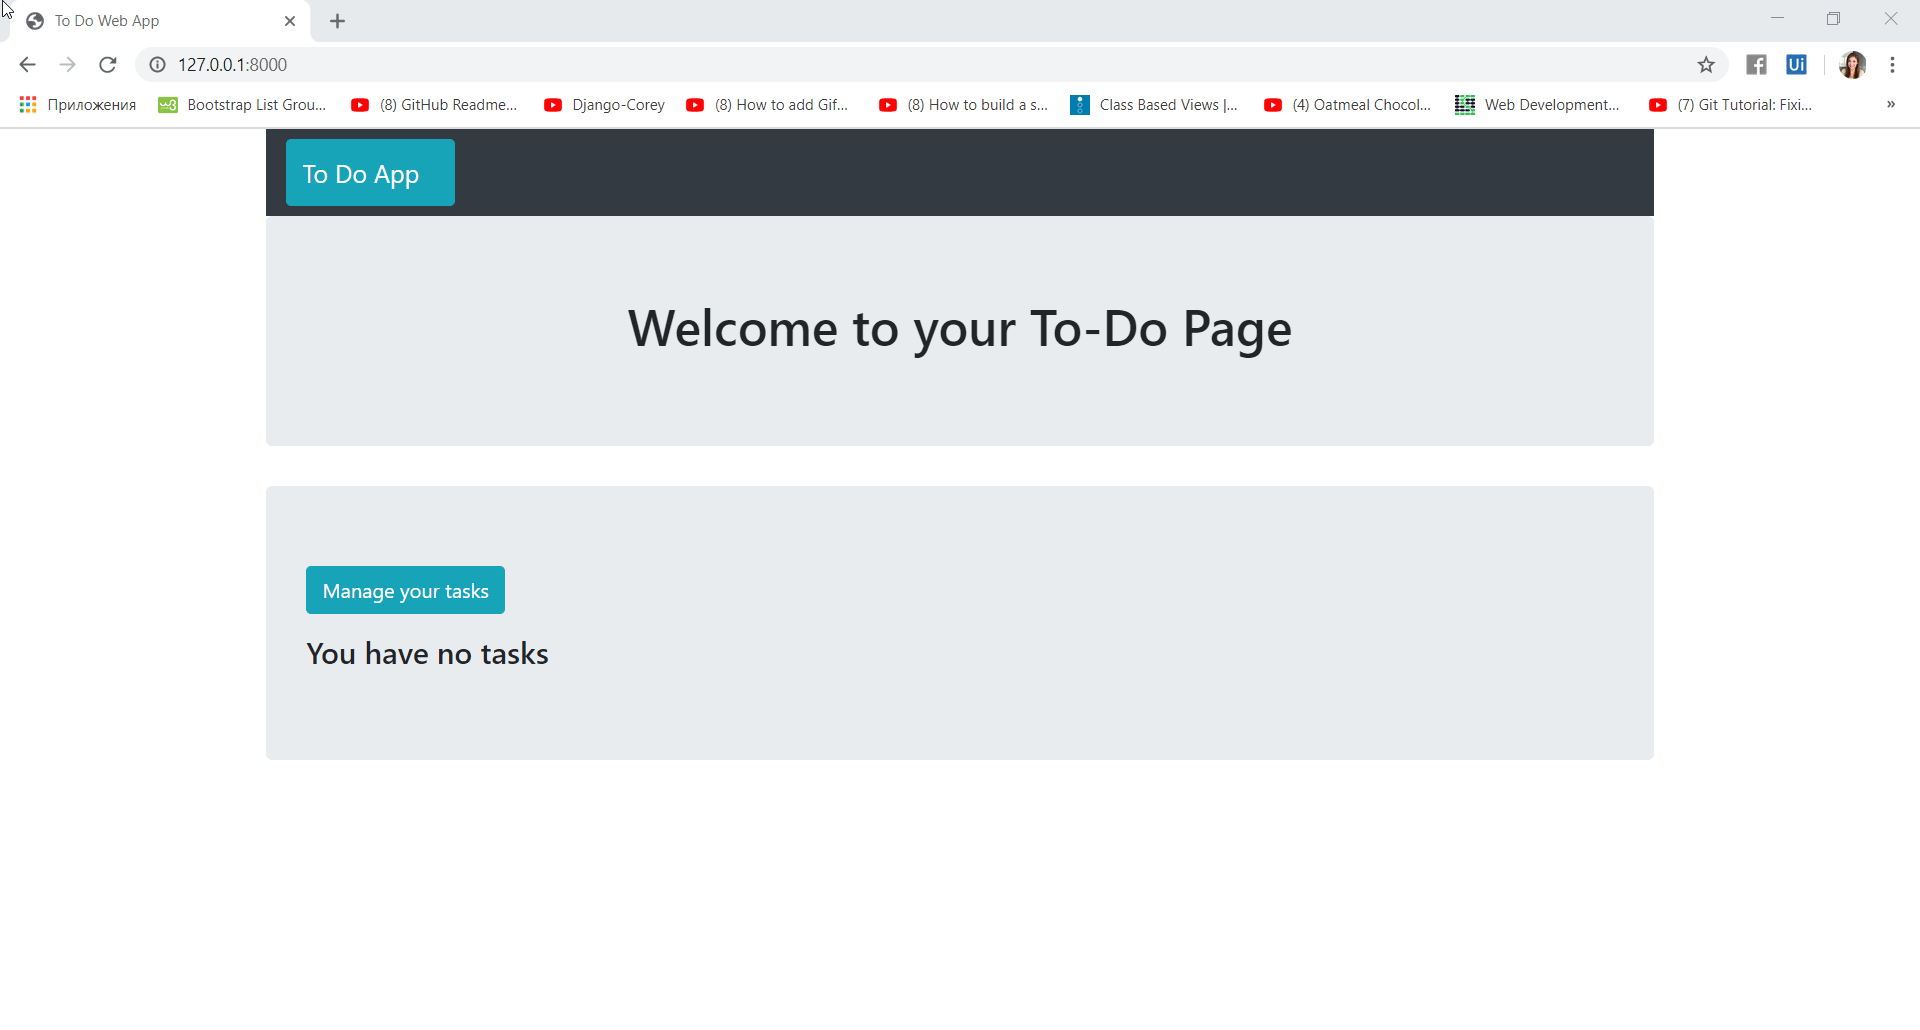 To Do Web App
127.0.0.1:8000
Приложения Bootstrap List Grou... (8) GitHub Readme... Django-Corey (8) How to add Gif... (8) How to build a s... Class Based Views |... (4) Oatmeal Chocol... Web Development... (7) Git Tutorial: Fixi... »
To Do App
Welcome to your To-Do Page
Manage your tasks
You have no tasks